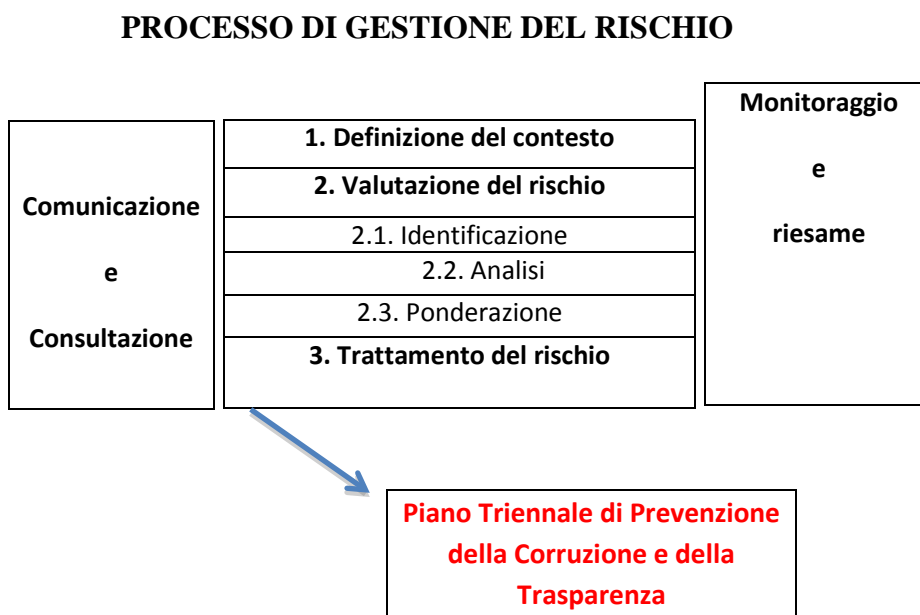 PROCESSO DI GESTIONE DEL RISCHIO
Comunicazione
e
Consultazione
1. Definizione del contesto
2. Valutazione del rischio
2.1. Identificazione
2.2. Analisi
2.3. Ponderazione
3. Trattamento del rischio
Monitoraggio
e
riesame
Piano Triennale di Prevenzione
della Corruzione e della
Trasparenza